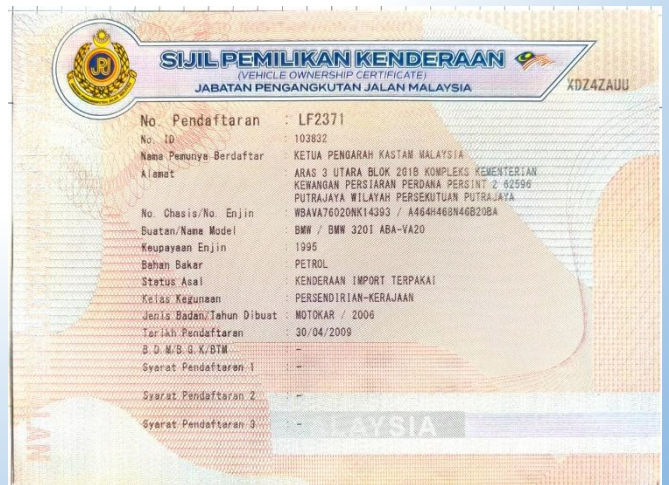 SIJIL PEMILIKAN KENDERAAN
(VEHICLE OWNERSHIP CERTIFICATE)
JABATAN PENGANGKUTAN JALAN MALAYSIA
XDZ4ZAUU
JPJ
No. Pendaftaran : LF2371
No. ID : 103832
Nama Pemunya Berdaftar : KETUA PENGARAH KASTAM MALAYSIA
Alamat : ARAS 3 UTARA BLOK 2G1B KOMPLEKS KEMENTERIAN
KEWANGAN PERSIARAN PERDANA PERSINT 2 62596
PUTRAJAYA WILAYAH PERSEKUTUAN PUTRAJAYA
No. Chasis/No. Enjin : WBAVA76020NK14393 / A464H468N46B20BA
Buatan/Nama Model : BMW / BMW 320I ABA-VA20
Keupayaan Enjin : 1995
Bahan Bakar : PETROL
Status Asal : KENDERAAN IMPORT TERPAKAI
Kelas Kegunaan : PERSENDIRIAN-KERAJAAN
Jenis Badan/Tahun Dibuat : MOTOKAR / 2006
Tarikh Pendaftaran : 30/04/2009
B.D.M/B.G.K/BTM : -
Syarat Pendaftaran 1 : -
Syarat Pendaftaran 2 : -
Syarat Pendaftaran 3 : -
MALAYSIA